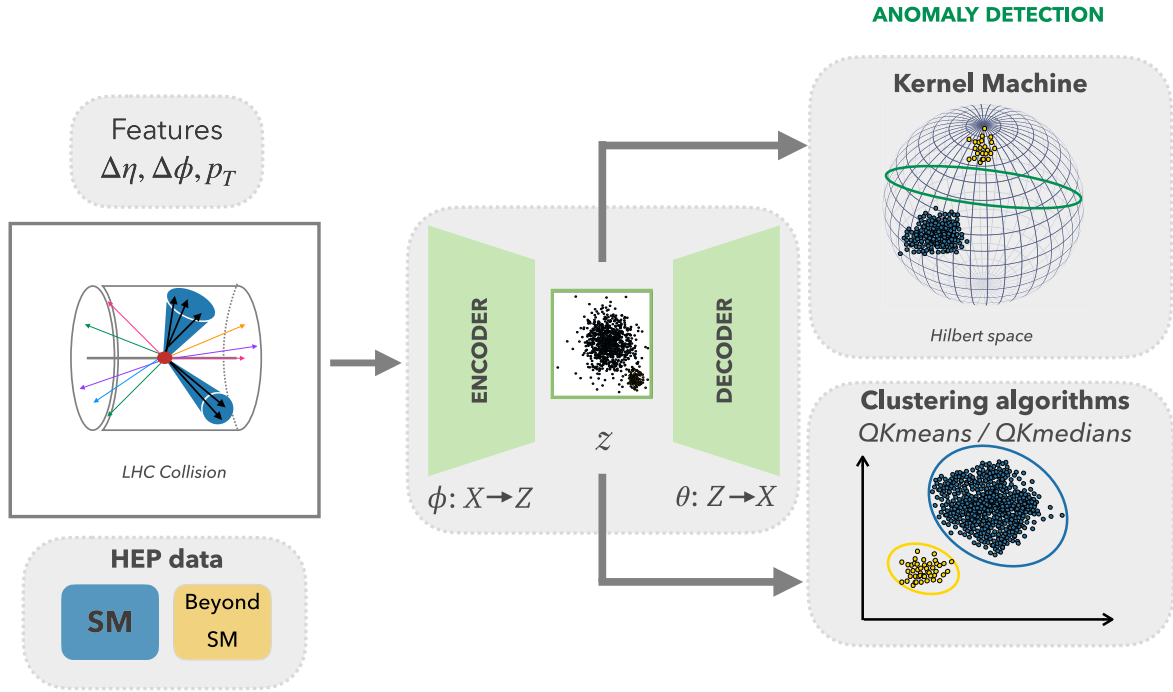 ANOMALY DETECTION
Features
Δη, Δϕ, p_T
LHC Collision
HEP data
SM
Beyond
SM
ENCODER
z
DECODER
ϕ: X→Z
θ: Z→X
Kernel Machine
Hilbert space
Clustering algorithms
QKmeans / QKmedians